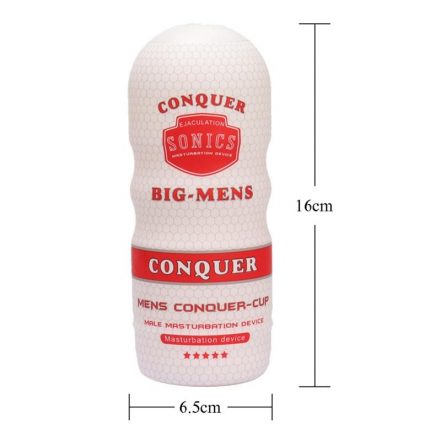 CONQUER
EJACULATION
SONICS
MASTURBATION DEVICE
BIG-MENS
CONQUER
MENS CONQUER-CUP
MALE MASTURBATION DEVICE
Masturbation device
16cm
6.5cm